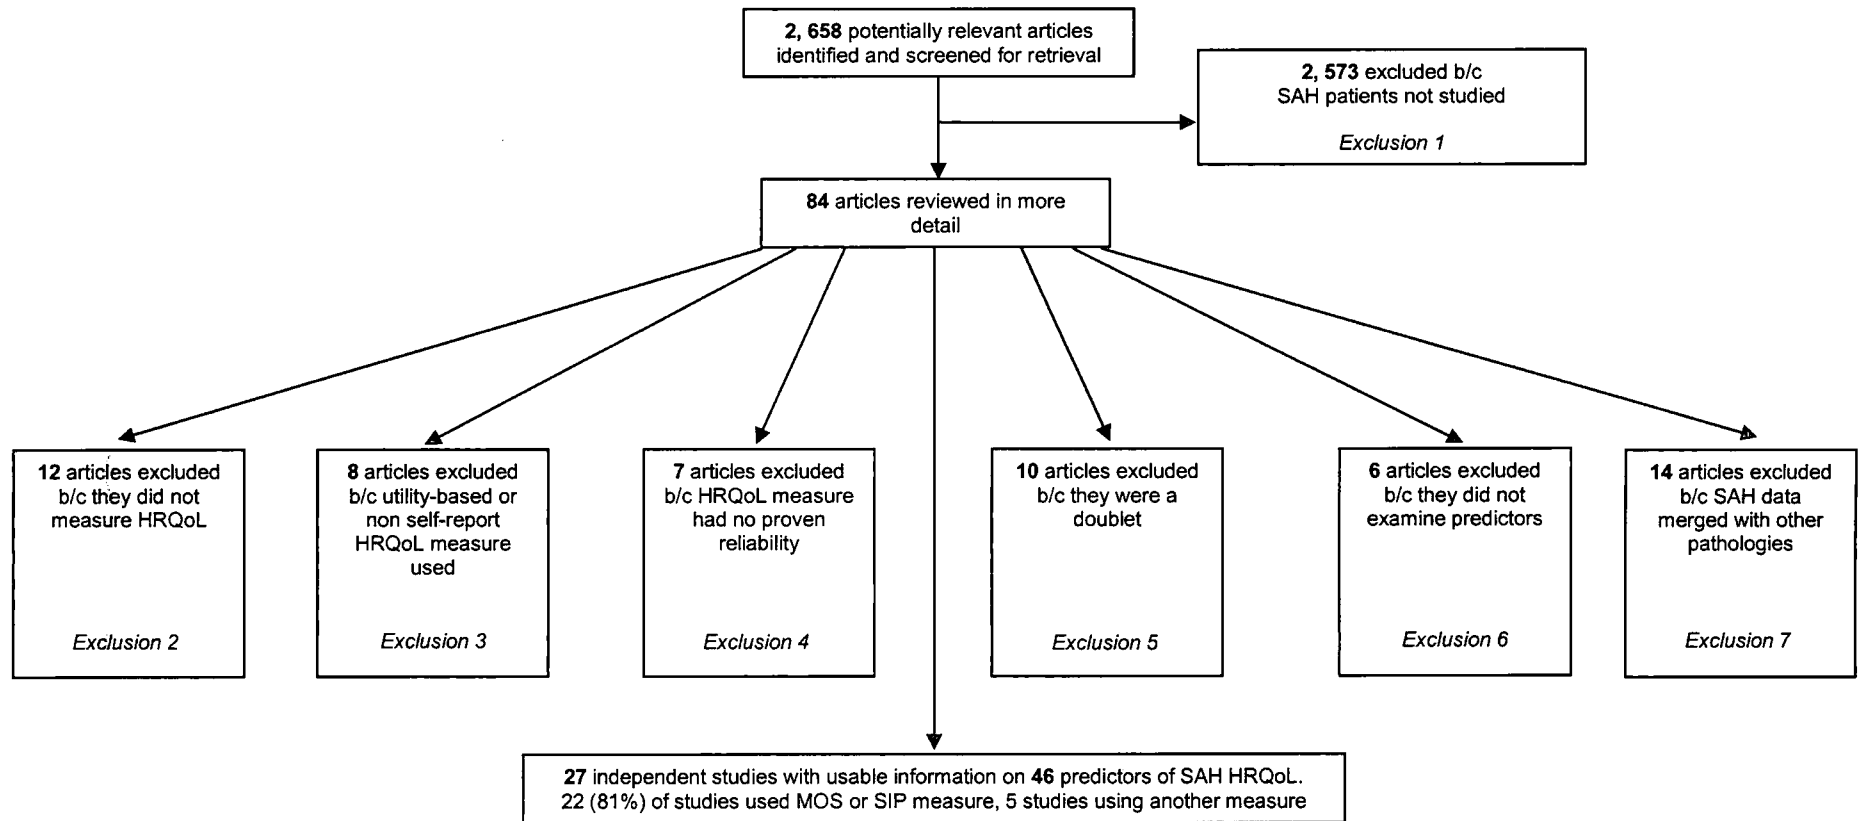 2, 658 potentially relevant articles
identified and screened for retrieval
2, 573 excluded b/c
SAH patients not studied
Exclusion 1
84 articles reviewed in more
detail
12 articles excluded
b/c they did not
measure HRQoL
Exclusion 2
8 articles excluded
b/c utility-based or
non self-report
HRQoL measure
used
Exclusion 3
7 articles excluded
b/c HRQoL measure
had no proven
reliability
Exclusion 4
10 articles excluded
b/c they were a
doublet
Exclusion 5
6 articles excluded
b/c they did not
examine predictors
Exclusion 6
14 articles excluded
b/c SAH data
merged with other
pathologies
Exclusion 7
27 independent studies with usable information on 46 predictors of SAH HRQoL.
22 (81%) of studies used MOS or SIP measure, 5 studies using another measure